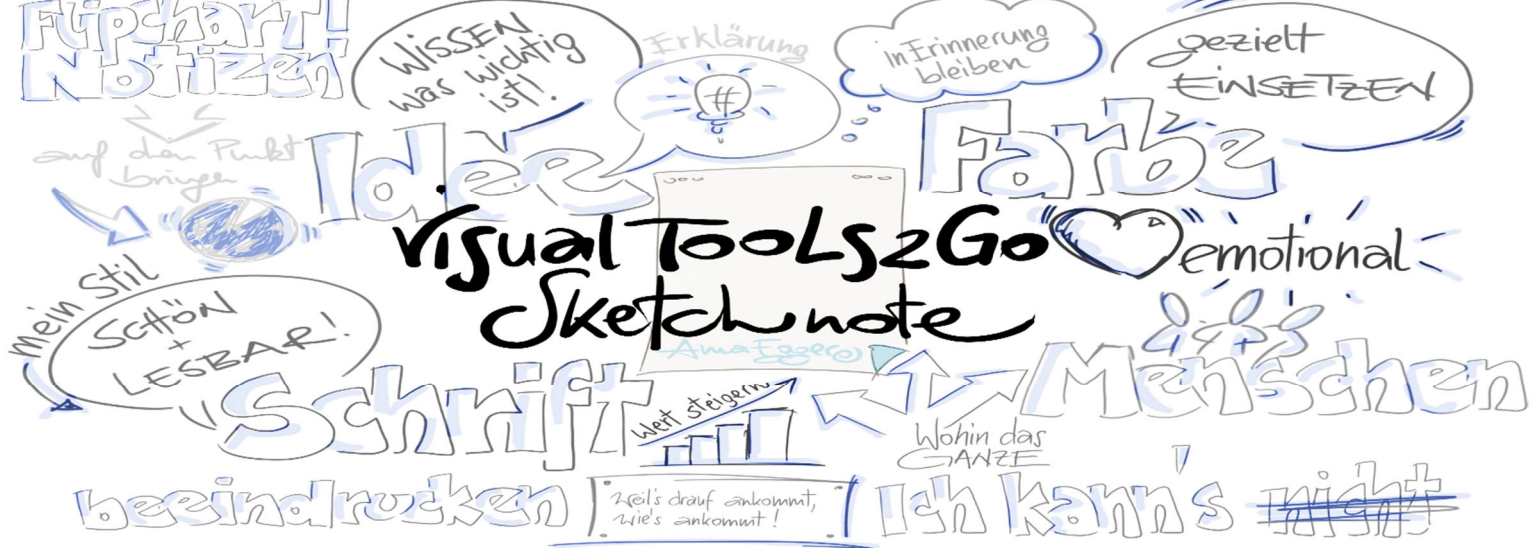 Flipchart!
Notizen
WiSSEN
was wichtig
ist!
Erklärung
#
in Erinnerung
bleiben
gezielt
EiNSETZEN
auf den Punkt
bringen
Idee
Farbe
Visual TooLs2Go
Sketchnote
emotional
mein Stil
SCHÖN
+
LESBAR!
Schrift
Wert steigern
Menschen
Wohin das
GANZE
beeindrucken
Weil's drauf ankommt,
wie's ankommt!
Ich kann's nicht